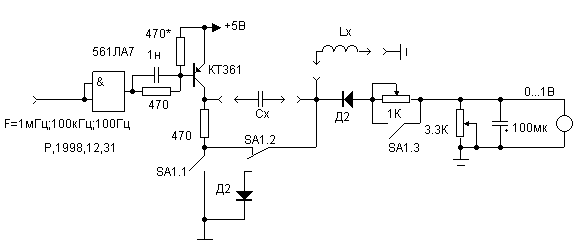 Lx
+5В
470*
561ЛА7
1н
&
КТ361
I
470
Cx
Д2
1К
0...1В
F=1мГц;100кГц;100Гц
470
SA1.2
SA1.3
3.3К
+ 100мк
Р,1998,12,31
SA1.1
Д2